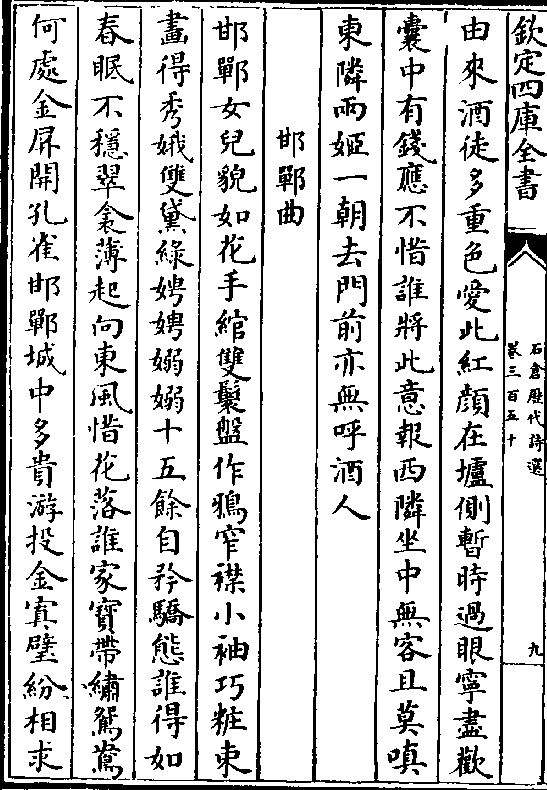 欽定四庫全書
石倉歷代詩選
卷三百五十
九
由來酒徒多重色愛此紅顏在壚側暫時過眼寧盡歡
囊中有錢應不惜誰將此意報西隣坐中無客且莫嗔
東隣兩姬一朝去門前亦無呼酒人
邯鄲曲
邯鄲女兒貌如花手綰雙鬟盤作鴉窄襟小袖巧粧束
畫得秀娥雙黛綠娉娉嫋嫋十五餘自矜驕態誰得如
春眠不穩翠衾薄起向東風惜花落誰家寶帶繡鴛鴦
何處金屏開孔雀邯鄲城中多貴游投金寘璧紛相求